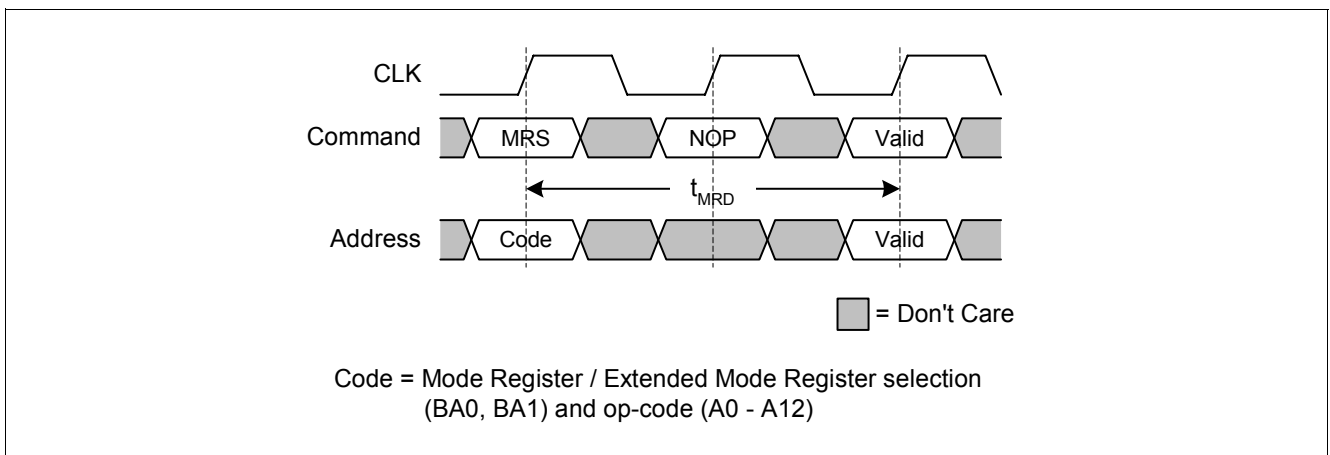 CLK
Command MRS NOP Valid
tMRD
Address Code Valid
= Don't Care
Code = Mode Register / Extended Mode Register selection
(BA0, BA1) and op-code (A0 - A12)